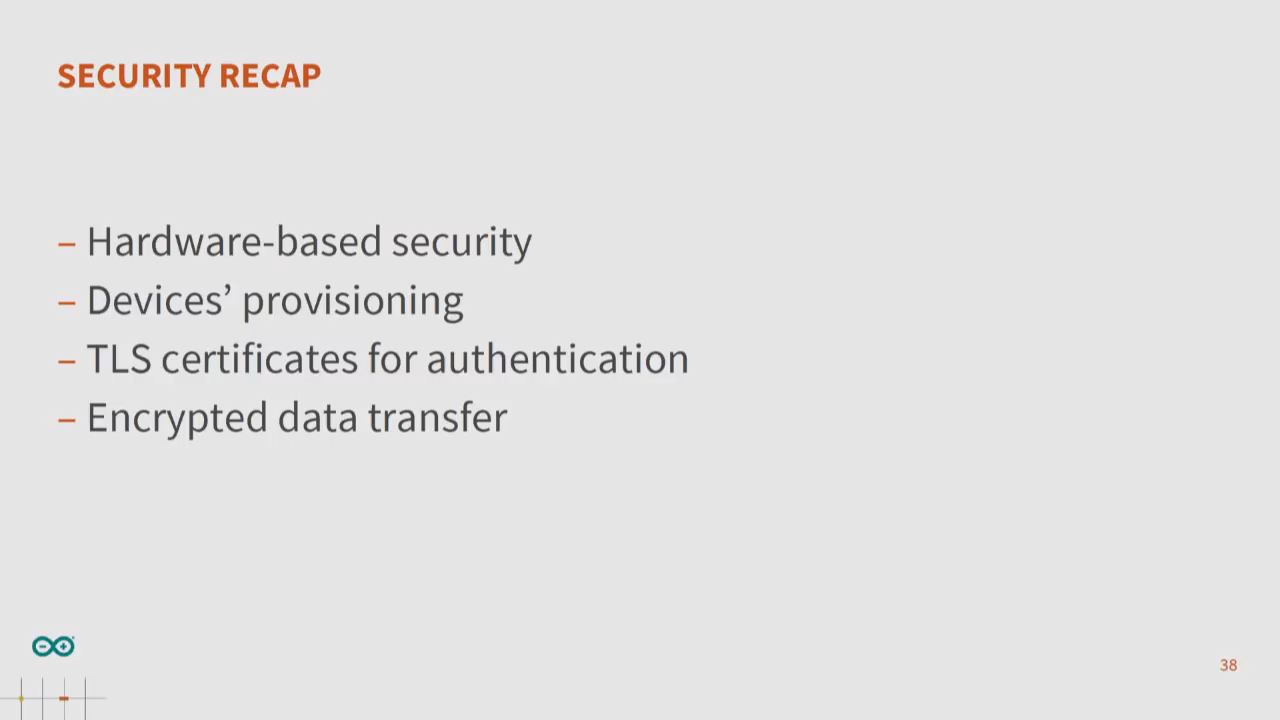 SECURITY RECAP
– Hardware-based security
– Devices’ provisioning
– TLS certificates for authentication
– Encrypted data transfer
38